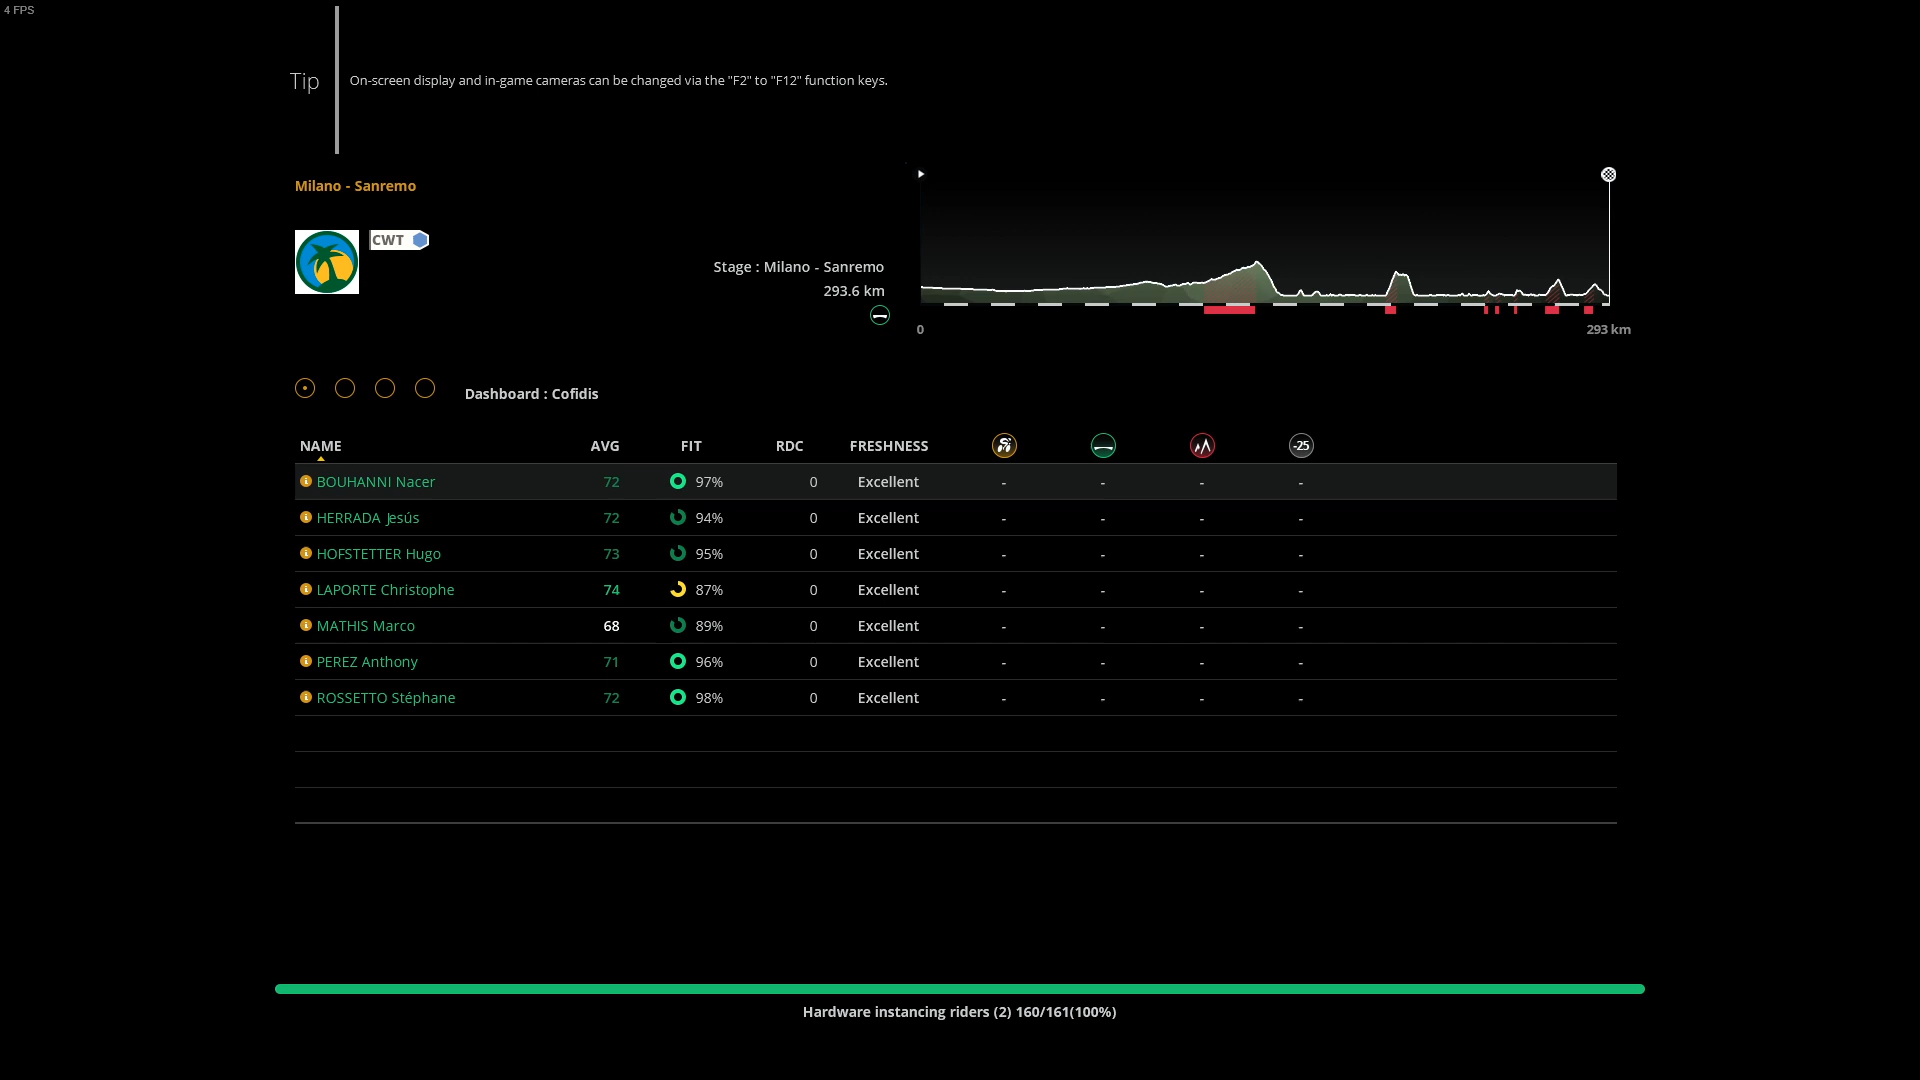 4 FPS
Tip
On-screen display and in-game cameras can be changed via the "F2" to "F12" function keys.
Milano - Sanremo
CWT
Stage : Milano - Sanremo
293.6 km
0
293 km
Dashboard : Cofidis
NAME AVG FIT RDC FRESHNESS -25
BOUHANNI Nacer 72 97% 0 Excellent - - - -
HERRADA Jesús 72 94% 0 Excellent - - - -
HOFSTETTER Hugo 73 95% 0 Excellent - - - -
LAPORTE Christophe 74 87% 0 Excellent - - - -
MATHIS Marco 68 89% 0 Excellent - - - -
PEREZ Anthony 71 96% 0 Excellent - - - -
ROSSETTO Stéphane 72 98% 0 Excellent - - - -
Hardware instancing riders (2) 160/161(100%)